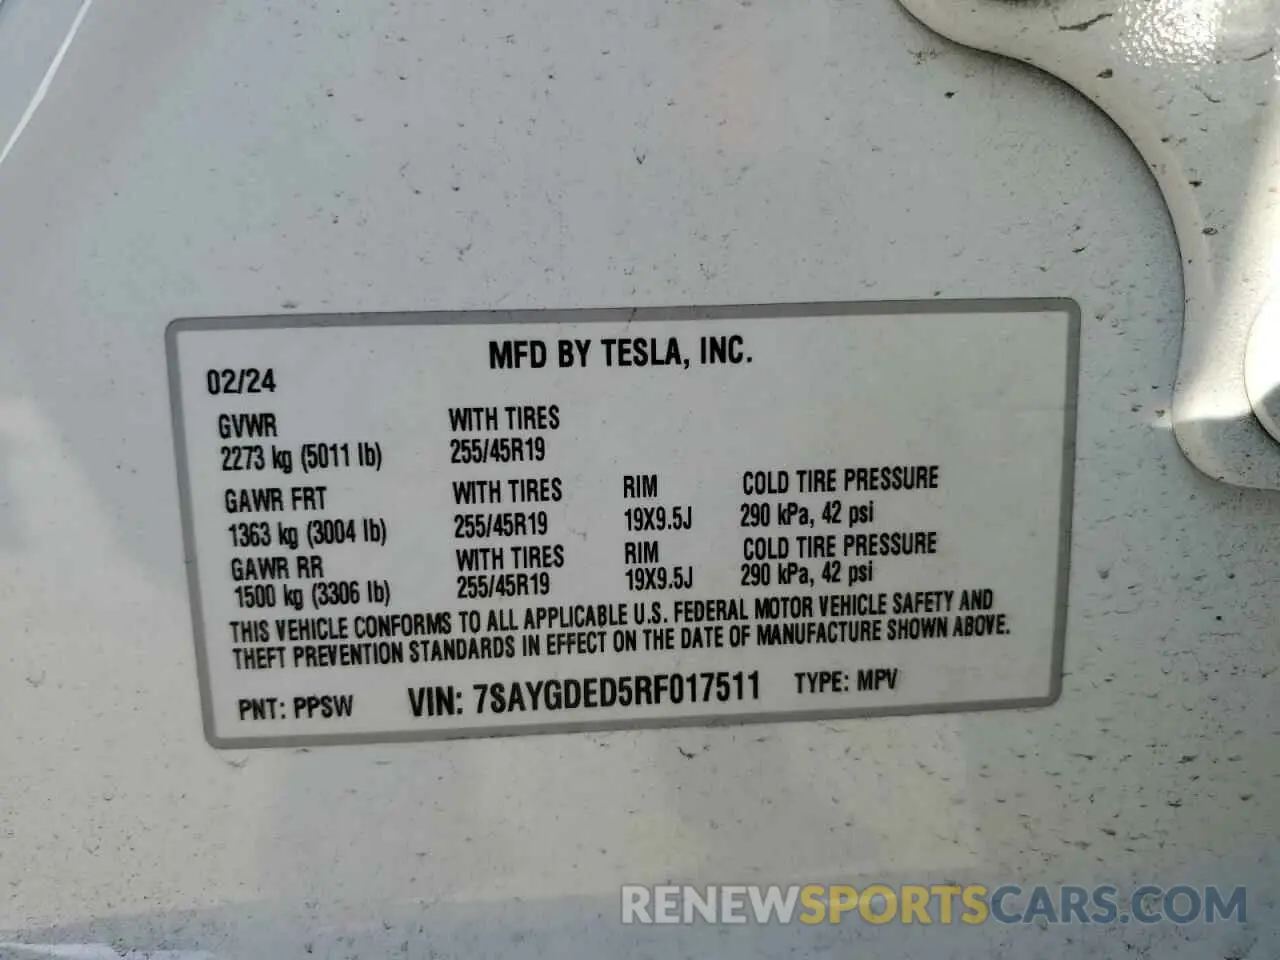 MFD BY TESLA, INC.
02/24
GVWR WITH TIRES
2273 kg (5011 lb) 255/45R19
GAWR FRT WITH TIRES RIM COLD TIRE PRESSURE
1363 kg (3004 lb) 255/45R19 19X9.5J 290 kPa, 42 psi
GAWR RR WITH TIRES RIM COLD TIRE PRESSURE
1500 kg (3306 lb) 255/45R19 19X9.5J 290 kPa, 42 psi
THIS VEHICLE CONFORMS TO ALL APPLICABLE U.S. FEDERAL MOTOR VEHICLE SAFETY AND
THEFT PREVENTION STANDARDS IN EFFECT ON THE DATE OF MANUFACTURE SHOWN ABOVE.
PNT: PPSW VIN: 7SAYGDED5RF017511 TYPE: MPV
RENEWSPORTSCARS.COM